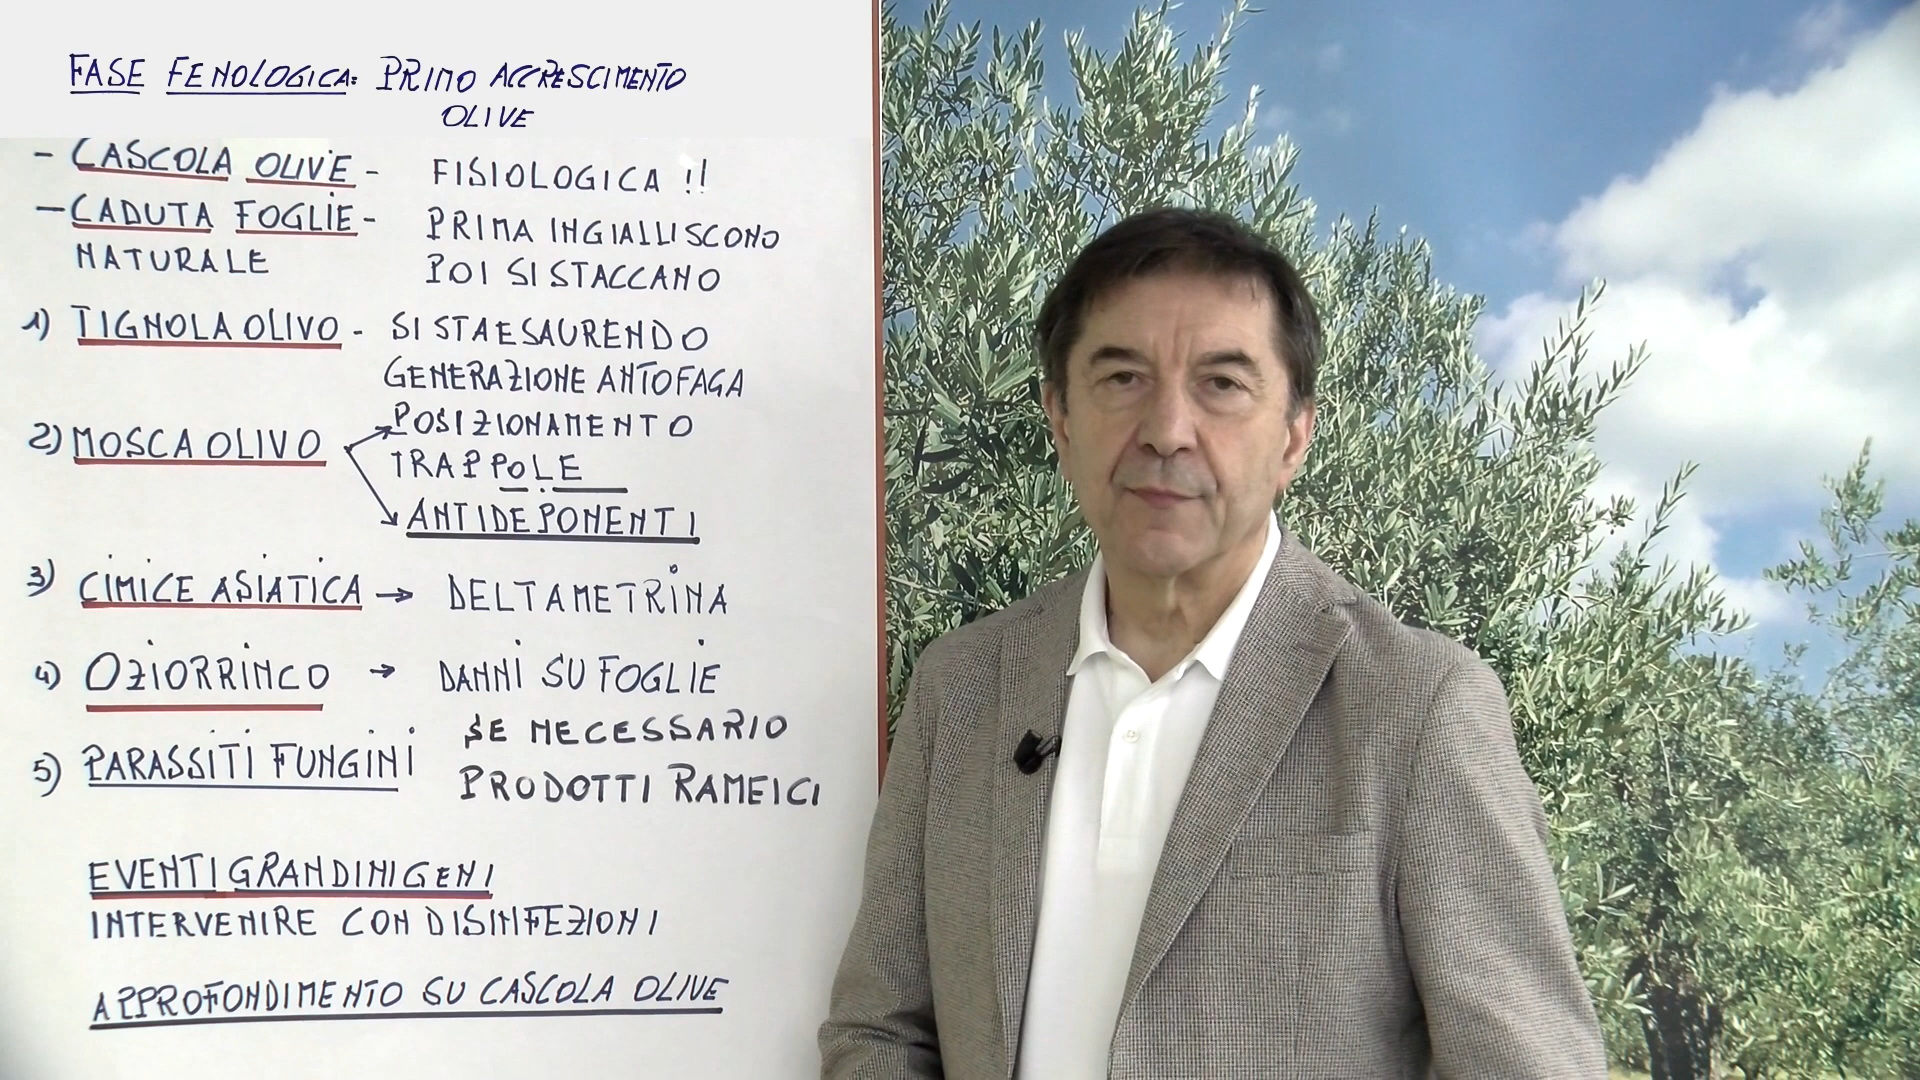 FASE FENOLOGICA: PRIMO ACCRESCIMENTO
OLIVE
- CASCOLA OLIVE - FISIOLOGICA !!
- CADUTA FOGLIE - PRIMA INGIALLISCONO
NATURALE POI SI STACCANO
1) TIGNOLA OLIVO - SI STA ESAURENDO
GENERAZIONE ANTOFAGA
2) MOSCA OLIVO POSIZIONAMENTO
TRAPPOLE
ANTIDEPONENTI
3) CIMICE ASIATICA → DELTAMETRINA
4) OZIORRINCO → DANNI SU FOGLIE
5) PARASSITI FUNGINI SE NECESSARIO
PRODOTTI RAMEICI
EVENTI GRANDINIGENI
INTERVENIRE CON DISINFEZIONI
APPROFONDIMENTO SU CASCOLA OLIVE